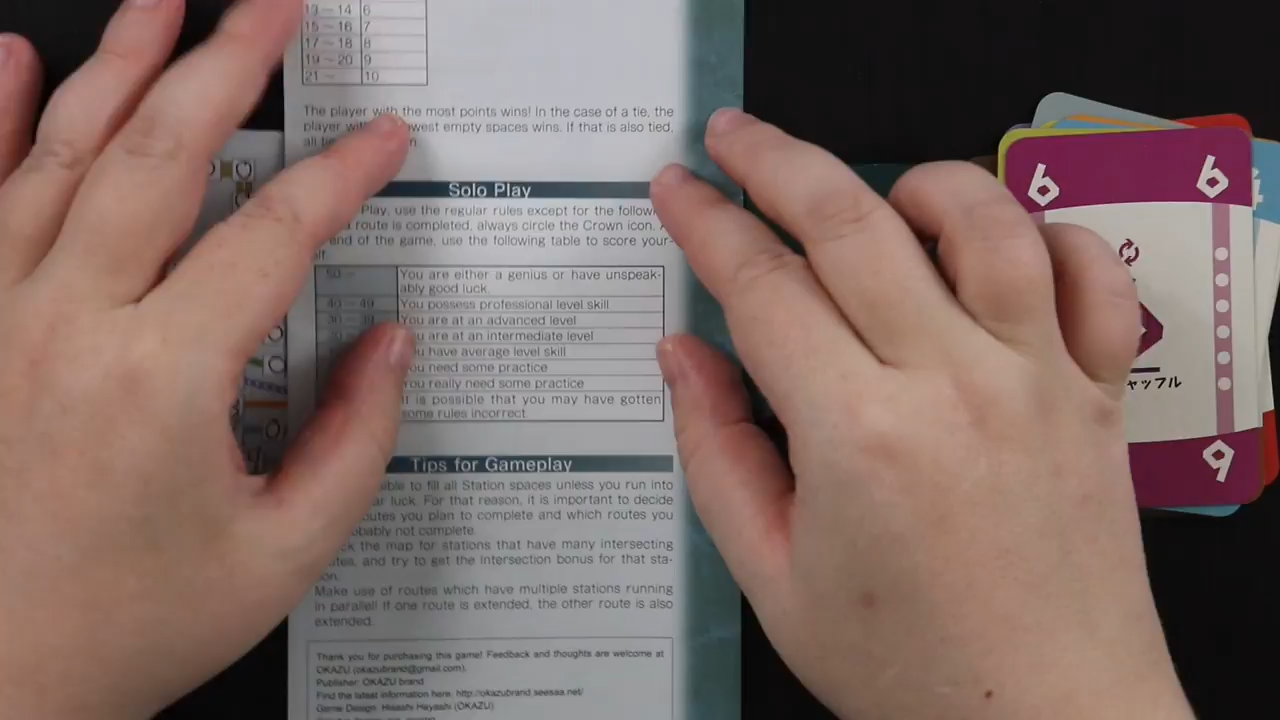 13 ~ 14 6
15 ~ 16 7
17 ~ 18 8
19 ~ 20 9
21 ~ 10
The player with the most points wins! In the case of a tie, the
player west empty spaces wins. If that is also tied,
all
Solo Play
Play, use the regular rules except for the
route is completed, always circle the Crown icon.
end of the game, use the following table to score your-
50 ~ You are either a genius or have unspeak-
ably good luck.
40 ~ 49 You possess professional level skill
30 ~ 39 You are at an advanced level
are at an intermediate level
have average level skill
You need some practice
You really need some practice
It is possible that you may have gotten
some rules incorrect.
Tips for Gameplay
to fill all Station spaces unless you run into
luck. For that reason, it is important to decide
you plan to complete and which routes you
not complete.
the map for stations that have many intersecting
and try to get the Intersection bonus for that sta-
on.
Make use of routes which have multiple stations running
in parallel! If one route is extended, the other route is also
extended.
Thank you for purchasing this game! Feedback and thoughts are welcome at
OKAZU (okazubrand@gmail.com).
Publisher: OKAZU brand
Find the latest information here: http://okazubrand.seesaa.net/
Game Design: Hisashi Hayashi (OKAZU)
6 6
ャッフル
6